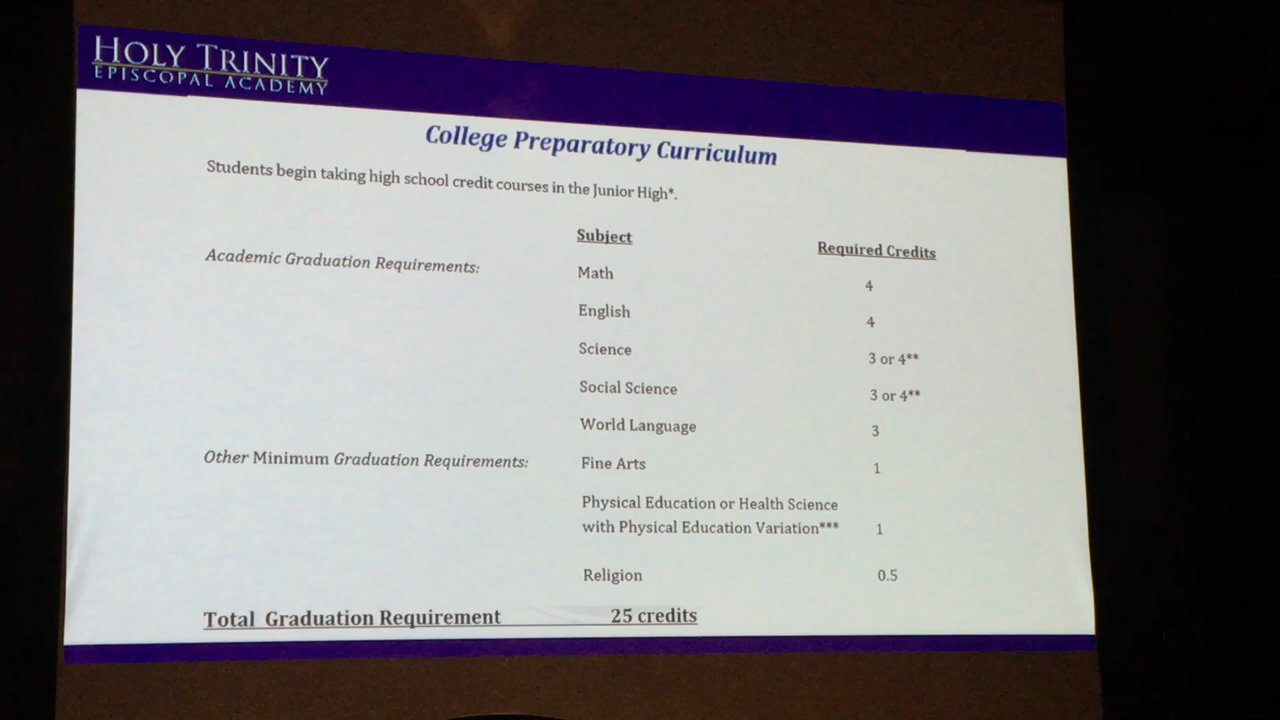 HOLY TRINITY
EPISCOPAL ACADEMY
College Preparatory Curriculum
Students begin taking high school credit courses in the Junior High*.
Subject Required Credits
Academic Graduation Requirements: Math 4
English 4
Science 3 or 4**
Social Science 3 or 4**
World Language 3
Other Minimum Graduation Requirements: Fine Arts 1
Physical Education or Health Science
with Physical Education Variation*** 1
Religion 0.5
Total Graduation Requirement 25 credits